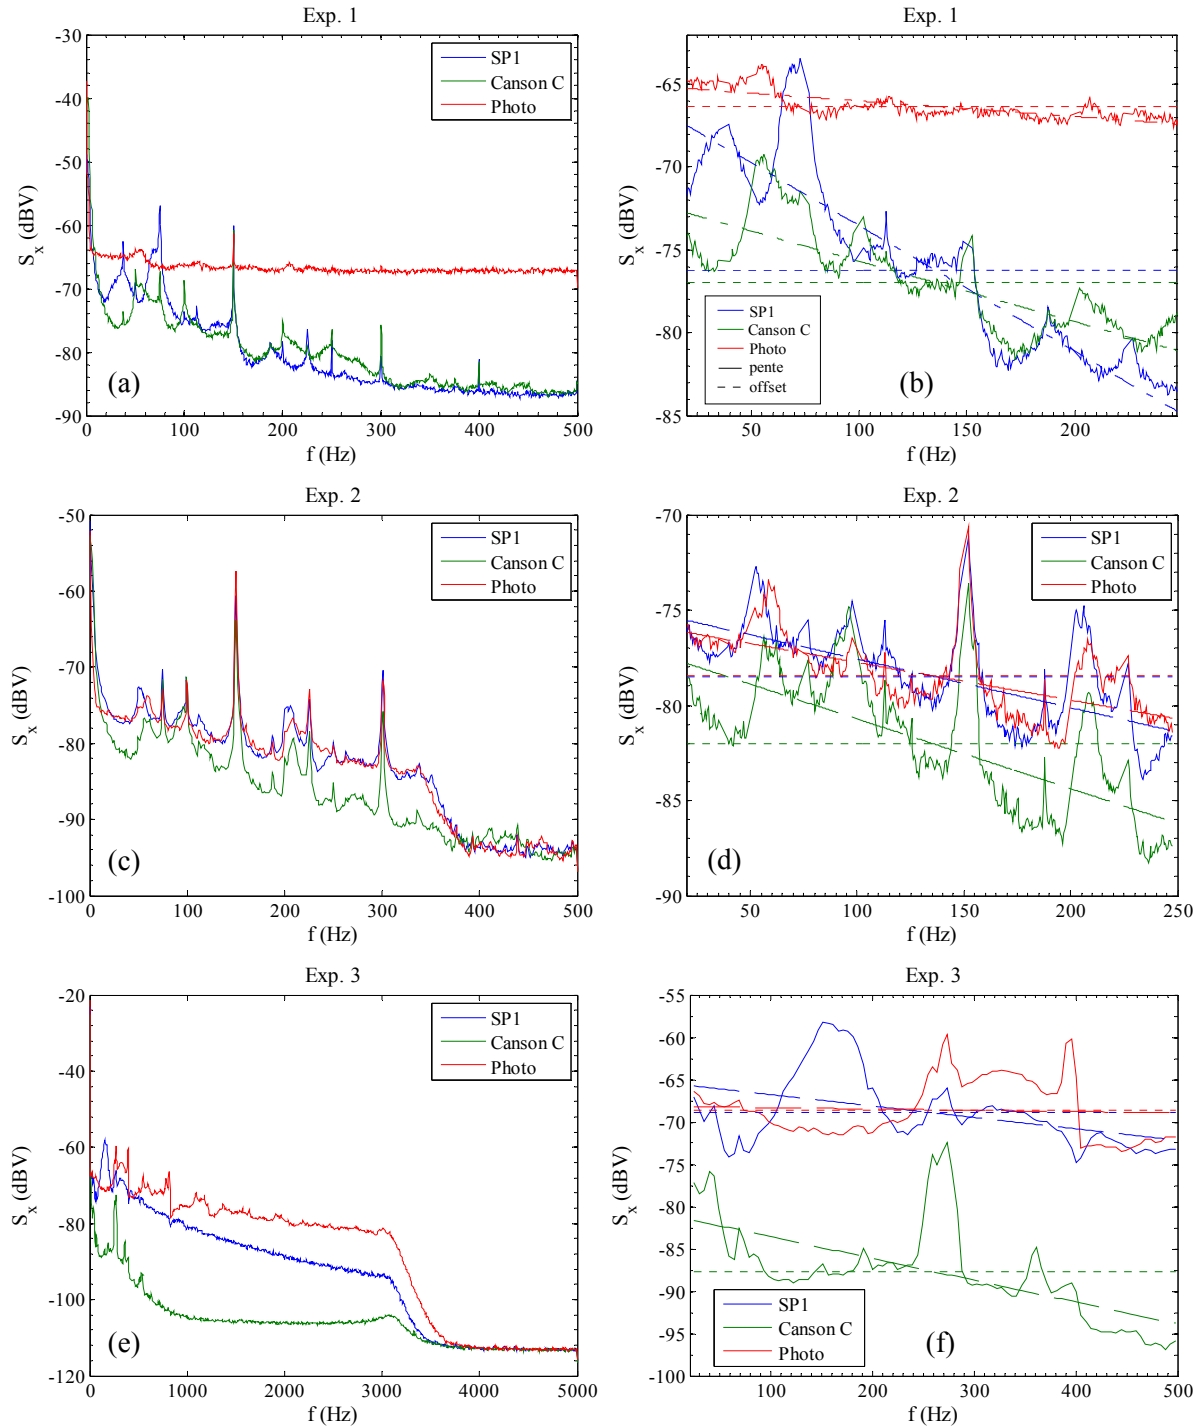 Exp. 1
-30
-40
-50
-60
-70
-80
-90
S_x (dBV)
0
100
200
300
400
500
f (Hz)
SP1
Canson C
Photo
(a)
Exp. 1
-65
-70
-75
-80
-85
S_x (dBV)
50
100
150
200
f (Hz)
SP1
Canson C
Photo
pente
offset
(b)
Exp. 2
-50
-60
-70
-80
-90
-100
S_x (dBV)
0
100
200
300
400
500
f (Hz)
SP1
Canson C
Photo
(c)
Exp. 2
-70
-75
-80
-85
-90
S_x (dBV)
50
100
150
200
250
f (Hz)
SP1
Canson C
Photo
(d)
Exp. 3
-20
-40
-60
-80
-100
-120
S_x (dBV)
0
1000
2000
3000
4000
5000
f (Hz)
SP1
Canson C
Photo
(e)
Exp. 3
-55
-60
-65
-70
-75
-80
-85
-90
-95
-100
S_x (dBV)
100
200
300
400
500
f (Hz)
SP1
Canson C
Photo
(f)